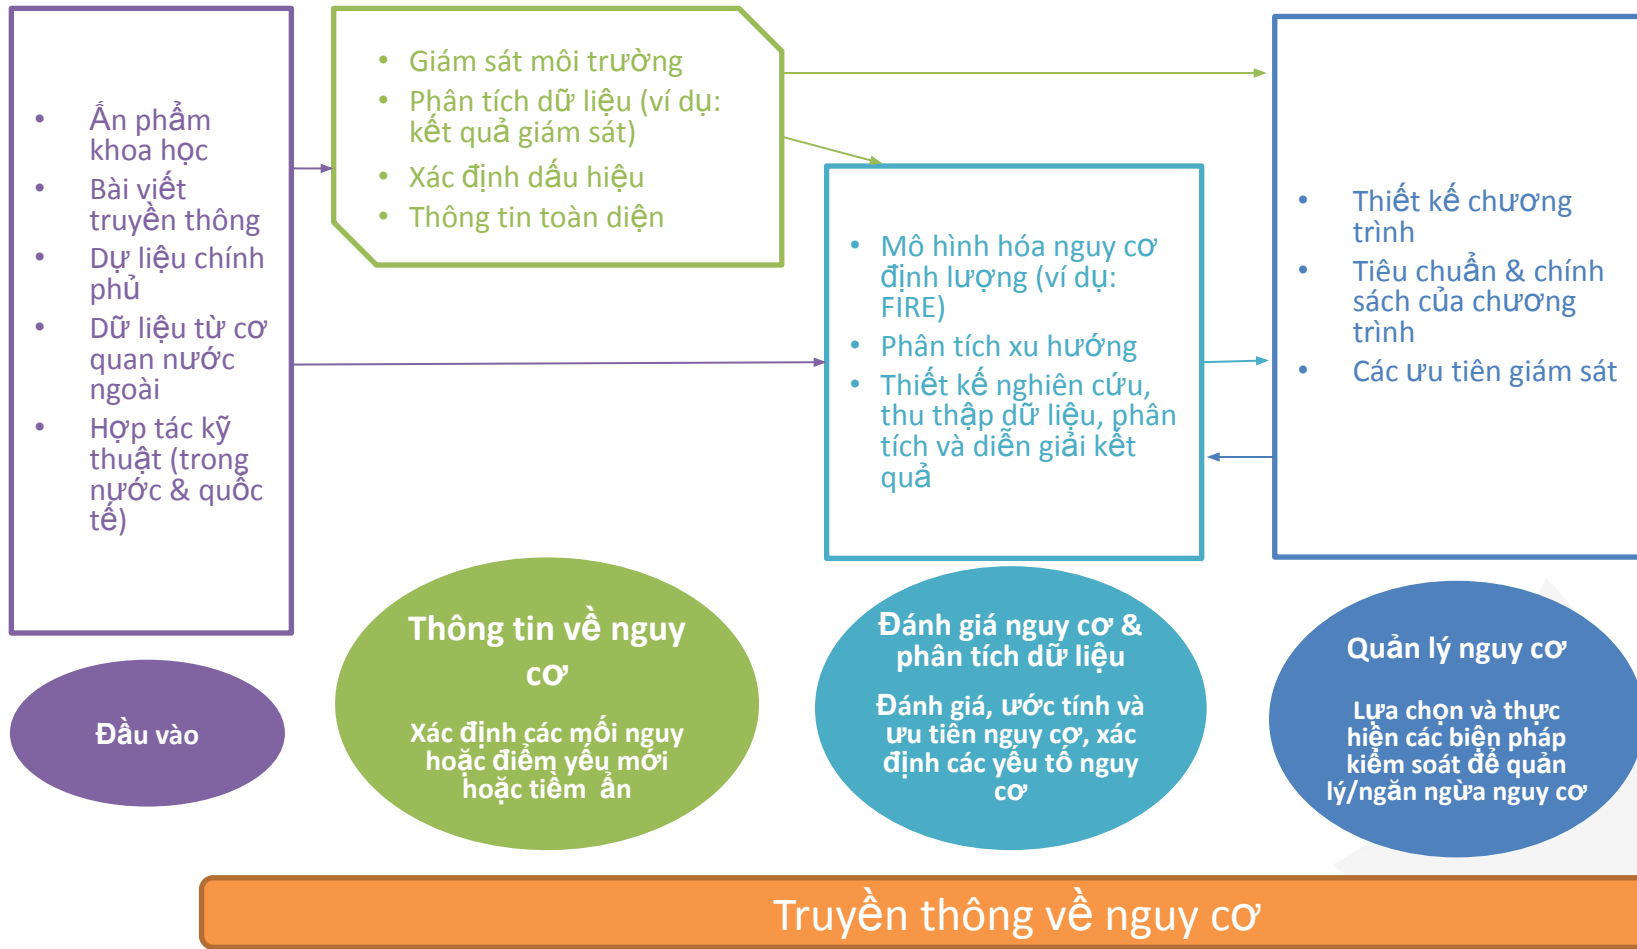 • Ấn phẩm
khoa học
• Bài viết
truyền thông
• Dự liệu chính
phủ
• Dữ liệu từ cơ
quan nước
ngoài
• Hợp tác kỹ
thuật (trong
nước & quốc
tế)
• Giám sát môi trường
• Phân tích dữ liệu (ví dụ:
kết quả giám sát)
• Xác định dấu hiệu
• Thông tin toàn diện
• Mô hình hóa nguy cơ
định lượng (ví dụ:
FIRE)
• Phân tích xu hướng
• Thiết kế nghiên cứu,
thu thập dữ liệu, phân
tích và diễn giải kết
quả
• Thiết kế chương
trình
• Tiêu chuẩn & chính
sách của chương
trình
• Các ưu tiên giám sát
Đầu vào
Thông tin về nguy
cơ
Xác định các mối nguy
hoặc điểm yếu mới
hoặc tiềm ẩn
Đánh giá nguy cơ &
phân tích dữ liệu
Đánh giá, ước tính và
ưu tiên nguy cơ, xác
định các yếu tố nguy
cơ
Quản lý nguy cơ
Lựa chọn và thực
hiện các biện pháp
kiểm soát để quản
lý/ngăn ngừa nguy cơ
Truyền thông về nguy cơ